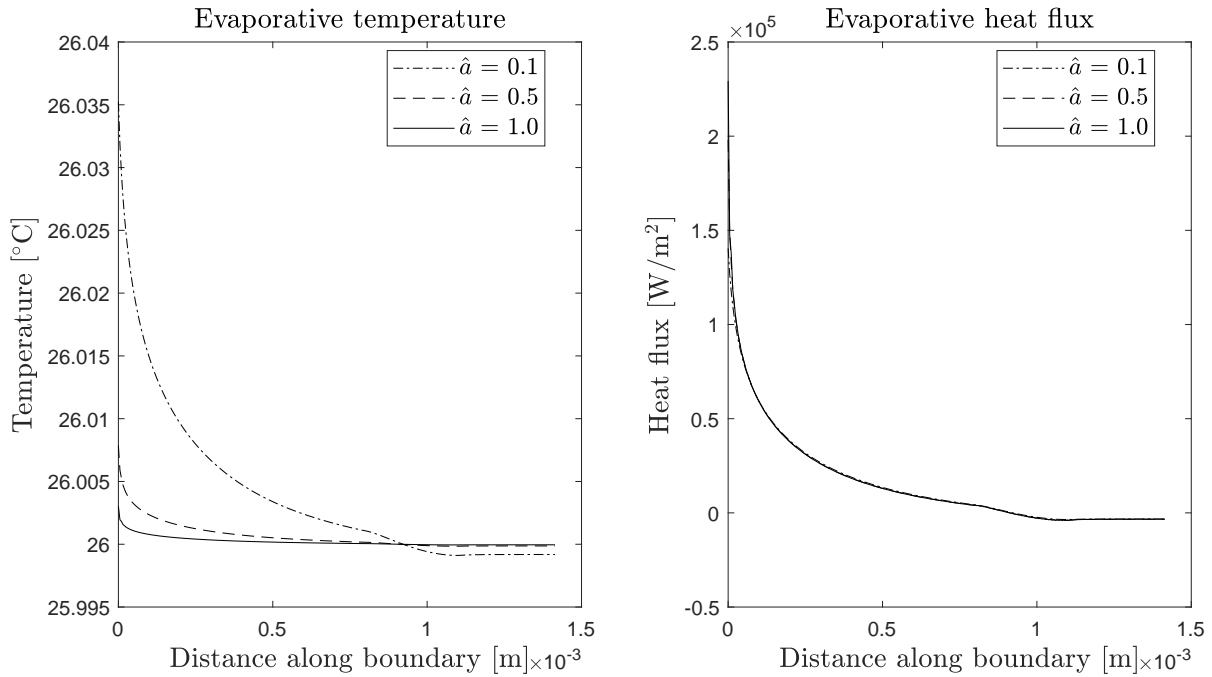 Evaporative temperature
26.04
26.035
26.03
26.025
26.02
26.015
26.01
26.005
26
25.995
Temperature [°C]
â = 0.1
â = 0.5
â = 1.0
0 0.5 1 1.5
Distance along boundary [m]×10⁻³
Evaporative heat flux
×10⁵
2.5
2
1.5
1
0.5
0
-0.5
Heat flux [W/m²]
â = 0.1
â = 0.5
â = 1.0
0 0.5 1 1.5
Distance along boundary [m]×10⁻³